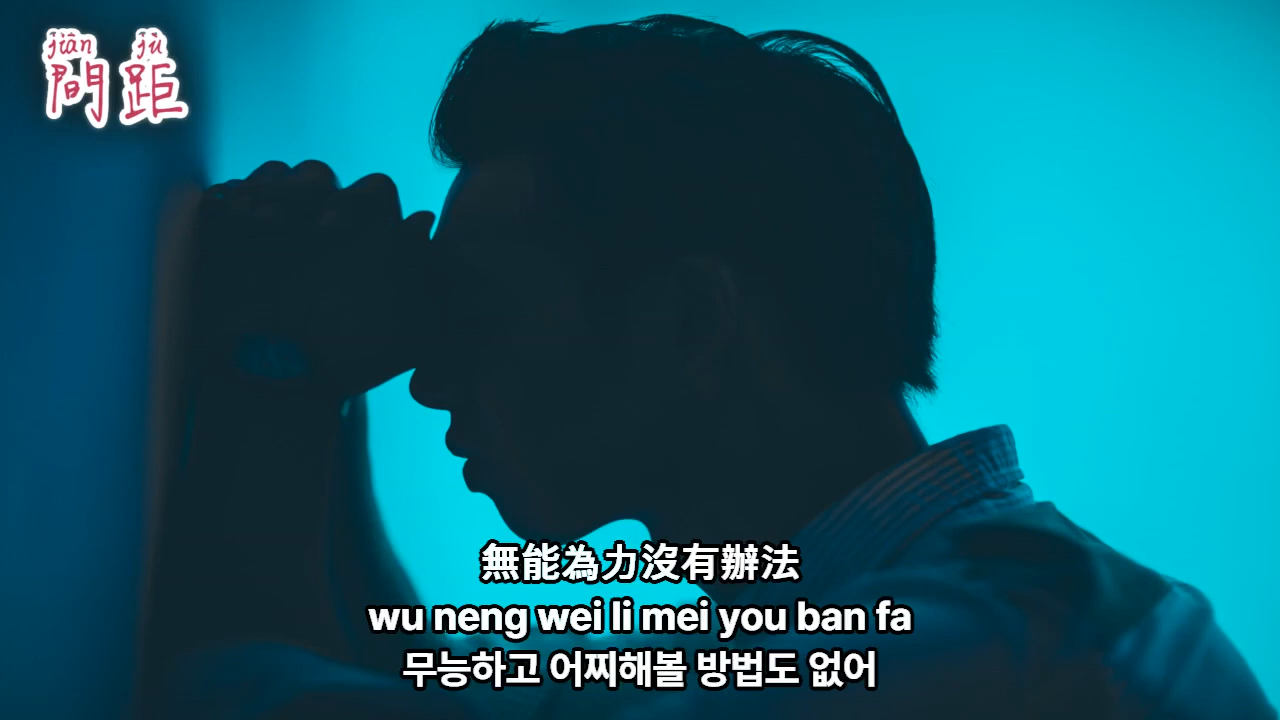 jiàn jù
間距
無能為力沒有辦法
wu neng wei li mei you ban fa
무능하고 어찌해볼 방법도 없어